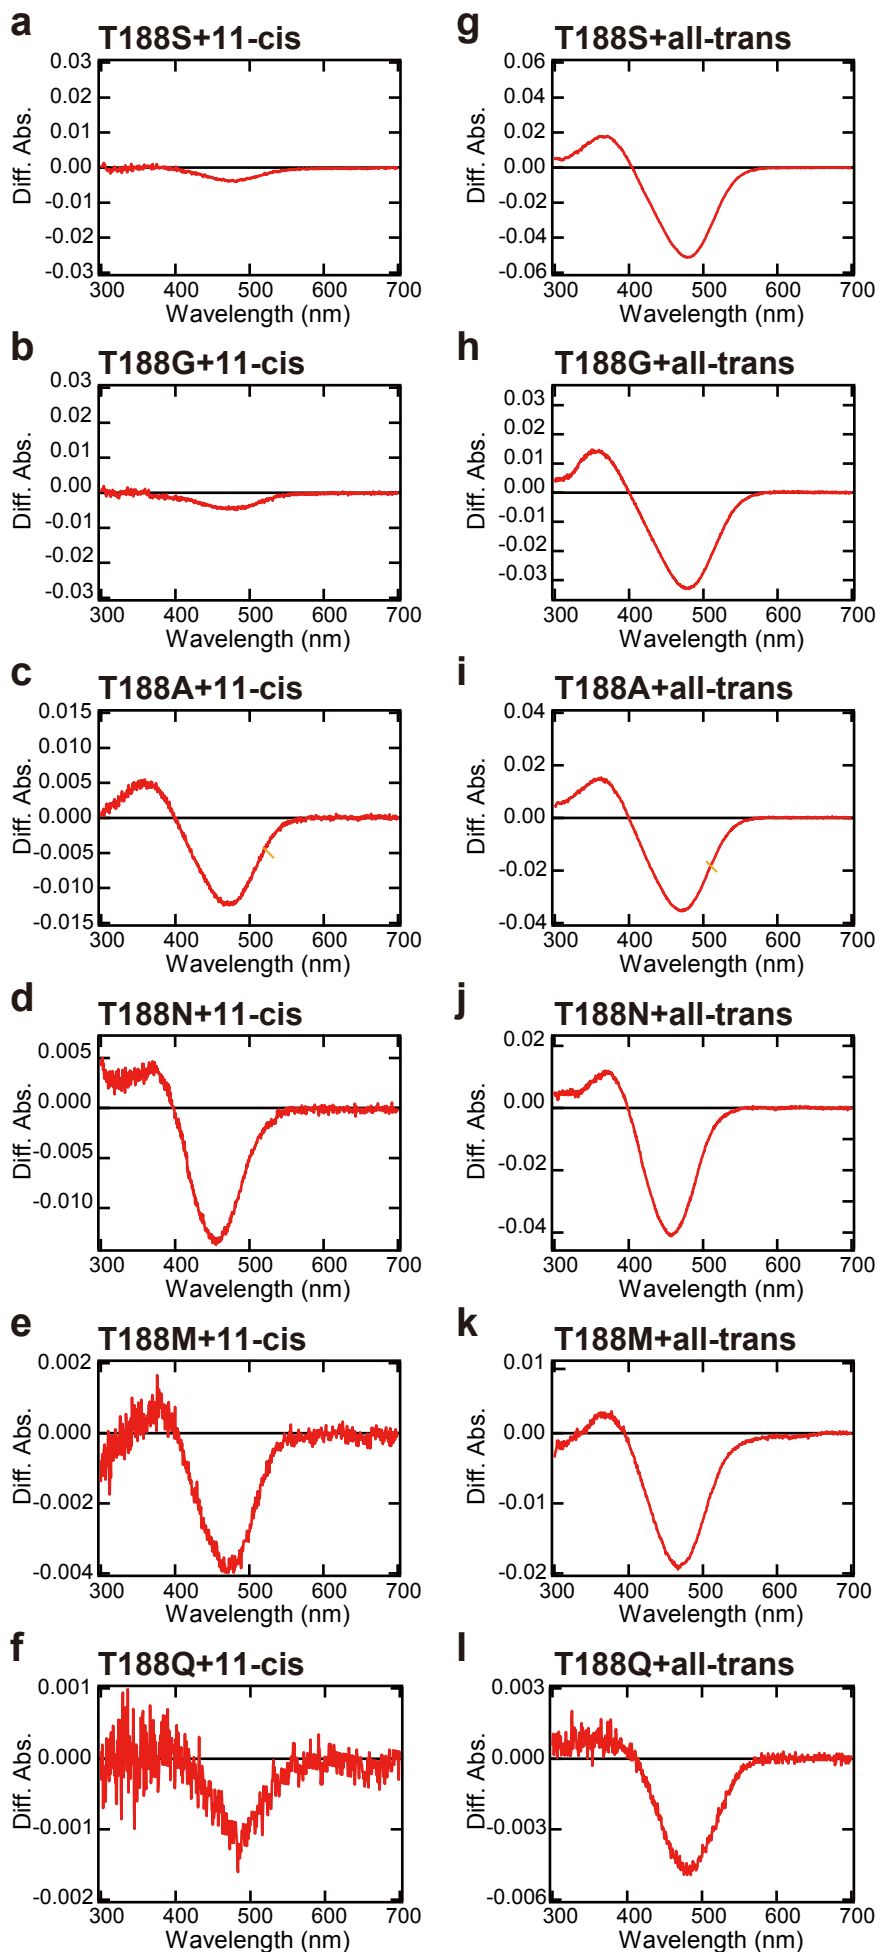 a
T188S+11-cis
0.03
0.02
0.01
0.00
-0.01
-0.02
-0.03
Diff. Abs.
300 400 500 600 700
Wavelength (nm)
g
T188S+all-trans
0.06
0.04
0.02
0.00
-0.02
-0.04
-0.06
Diff. Abs.
300 400 500 600 700
Wavelength (nm)
b
T188G+11-cis
0.03
0.02
0.01
0.00
-0.01
-0.02
-0.03
Diff. Abs.
300 400 500 600 700
Wavelength (nm)
h
T188G+all-trans
0.03
0.02
0.01
0.00
-0.01
-0.02
-0.03
Diff. Abs.
300 400 500 600 700
Wavelength (nm)
c
T188A+11-cis
0.015
0.010
0.005
0.000
-0.005
-0.010
-0.015
Diff. Abs.
300 400 500 600 700
Wavelength (nm)
i
T188A+all-trans
0.04
0.02
0.00
-0.02
-0.04
Diff. Abs.
300 400 500 600 700
Wavelength (nm)
d
T188N+11-cis
0.005
0.000
-0.005
-0.010
Diff. Abs.
300 400 500 600 700
Wavelength (nm)
j
T188N+all-trans
0.02
0.00
-0.02
-0.04
Diff. Abs.
300 400 500 600 700
Wavelength (nm)
e
T188M+11-cis
0.002
0.000
-0.002
-0.004
Diff. Abs.
300 400 500 600 700
Wavelength (nm)
k
T188M+all-trans
0.01
0.00
-0.01
-0.02
Diff. Abs.
300 400 500 600 700
Wavelength (nm)
f
T188Q+11-cis
0.001
0.000
-0.001
-0.002
Diff. Abs.
300 400 500 600 700
Wavelength (nm)
l
T188Q+all-trans
0.003
0.000
-0.003
-0.006
Diff. Abs.
300 400 500 600 700
Wavelength (nm)